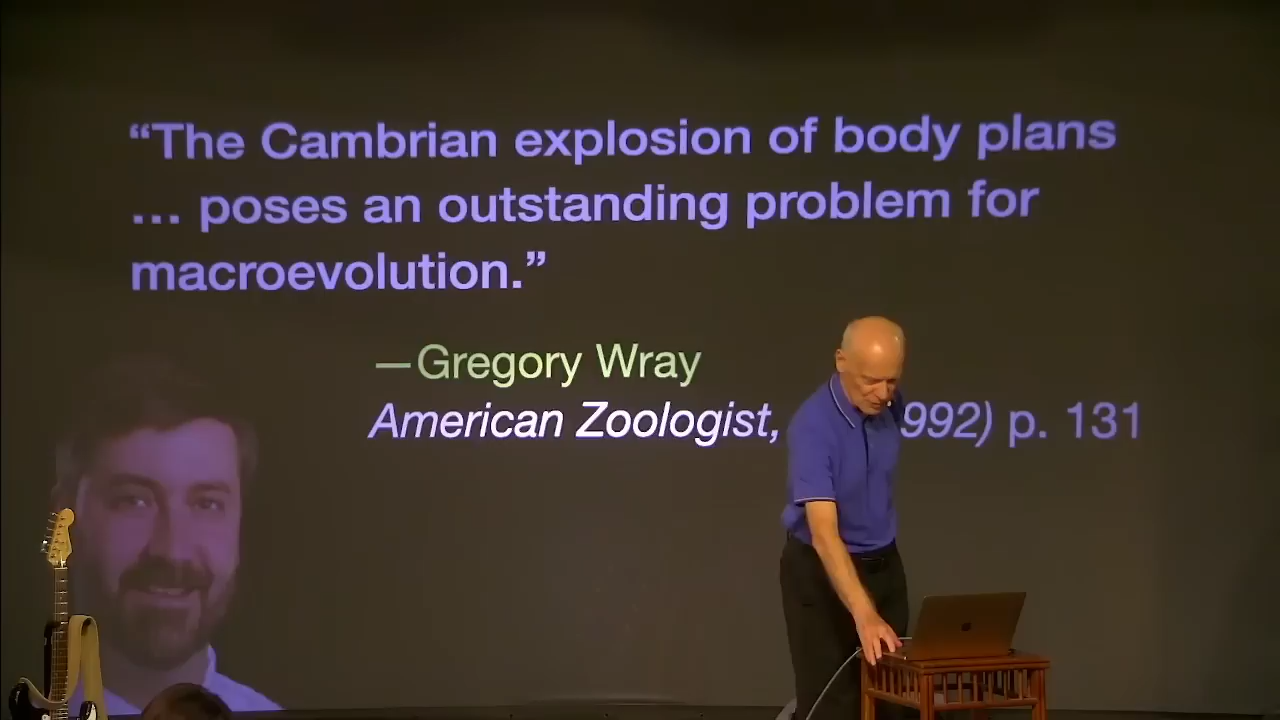 “The Cambrian explosion of body plans
… poses an outstanding problem for
macroevolution.”
—Gregory Wray
American Zoologist, 992) p. 131